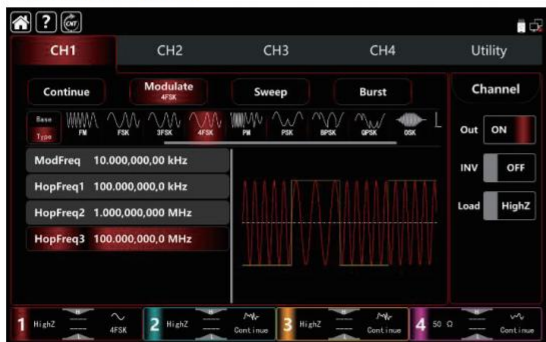 ? CNT
CH1 CH2 CH3 CH4 Utility
Continue Modulate Sweep Burst Channel
4FSK
Base
Type FM FSK 3FSK 4FSK PM PSK BPSK QPSK OSK
Out ON
ModFreq 10.000,000,00 kHz
INV OFF
HopFreq1 100.000,000,0 kHz
HopFreq2 1.000,000,000 MHz
Load HighZ
HopFreq3 100.000,000,0 MHz
1 HighZ 4FSK 2 HighZ Continue 3 HighZ Continue 4 50 Ω Continue